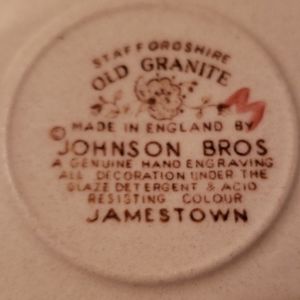 STAFFORDSHIRE
OLD GRANITE
© MADE IN ENGLAND BY
JOHNSON BROS
A GENUINE HAND ENGRAVING
ALL DECORATION UNDER THE
GLAZE DETERGENT & ACID
RESISTING COLOUR
JAMESTOWN